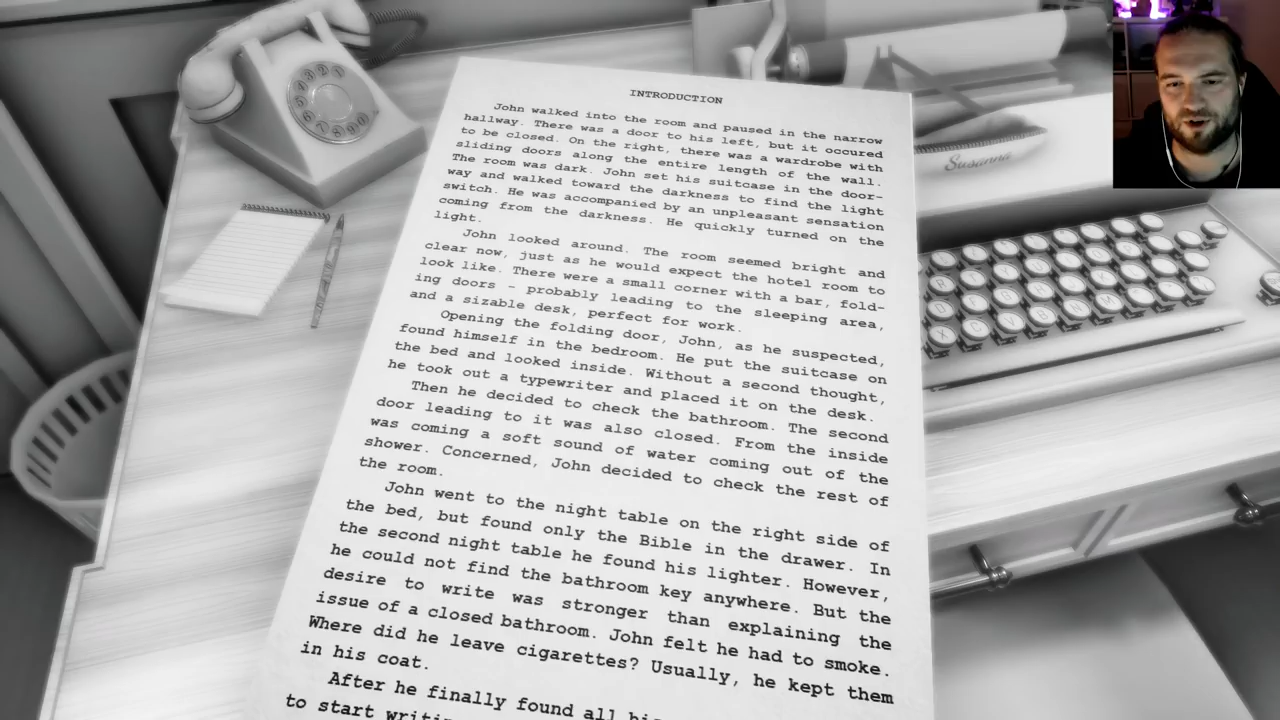 INTRODUCTION
John walked into the room and paused in the narrow
hallway. There was a door to his left, but it occured
to be closed. On the right, there was a wardrobe with
sliding doors along the entire length of the wall.
The room was dark. John set his suitcase in the door-
way and walked toward the darkness to find the light
switch. He was accompanied by an unpleasant sensation
coming from the darkness. He quickly turned on the
light.
John looked around. The room seemed bright and
clear now, just as he would expect the hotel room to
look like. There were a small corner with a bar, fold-
ing doors - probably leading to the sleeping area,
and a sizable desk, perfect for work.
Opening the folding door, John, as he suspected,
found himself in the bedroom. He put the suitcase on
the bed and looked inside. Without a second thought,
he took out a typewriter and placed it on the desk.
Then he decided to check the bathroom. The second
door leading to it was also closed. From the inside
was coming a soft sound of water coming out of the
shower. Concerned, John decided to check the rest of
the room.
John went to the night table on the right side of
the bed, but found only the Bible in the drawer. In
the second night table he found his lighter. However,
he could not find the bathroom key anywhere. But the
desire to write was stronger than explaining the
issue of a closed bathroom. John felt he had to smoke.
Where did he leave cigarettes? Usually, he kept them
in his coat.
After he finally found all
to start
Susanna